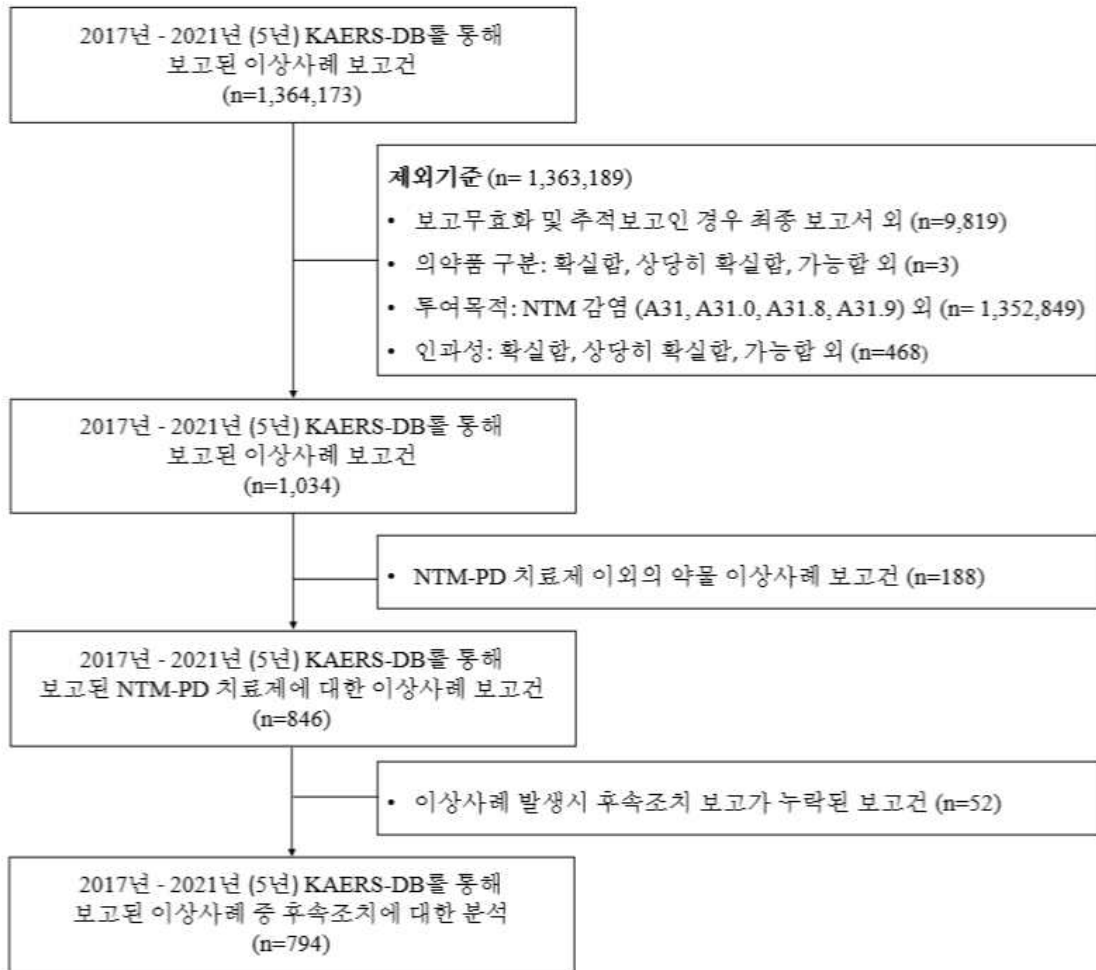 2017년 - 2021년 (5년) KAERS-DB를 통해
보고된 이상사례 보고건
(n=1,364,173)
제외기준 (n= 1,363,189)
• 보고무효화 및 추적보고인 경우 최종 보고서 외 (n=9,819)
• 의약품 구분: 확실함, 상당히 확실함, 가능함 외 (n=3)
• 투여목적: NTM 감염 (A31, A31.0, A31.8, A31.9) 외 (n= 1,352,849)
• 인과성: 확실함, 상당히 확실함, 가능함 외 (n=468)
2017년 - 2021년 (5년) KAERS-DB를 통해
보고된 이상사례 보고건
(n=1,034)
• NTM-PD 치료제 이외의 약물 이상사례 보고건 (n=188)
2017년 - 2021년 (5년) KAERS-DB를 통해
보고된 NTM-PD 치료제에 대한 이상사례 보고건
(n=846)
• 이상사례 발생시 후속조치 보고가 누락된 보고건 (n=52)
2017년 - 2021년 (5년) KAERS-DB를 통해
보고된 이상사례 중 후속조치에 대한 분석
(n=794)